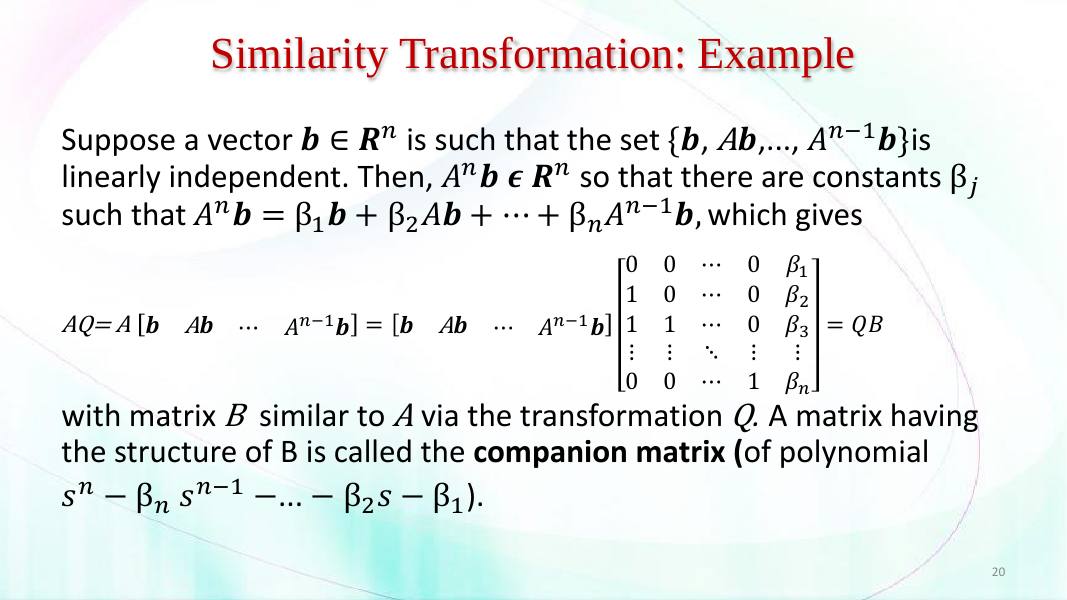 Similarity Transformation: Example
Suppose a vector 𝒃 ∈ 𝑹ⁿ is such that the set {𝒃, A𝒃,..., Aⁿ⁻¹𝒃}is
linearly independent. Then, Aⁿ𝒃 𝝐 𝑹ⁿ so that there are constants β_j
such that Aⁿ𝒃 = β₁𝒃 + β₂A𝒃 + ⋯ + βₙAⁿ⁻¹𝒃, which gives
0 0 ⋯ 0 β₁
1 0 ⋯ 0 β₂
AQ= A [𝒃 A𝒃 ⋯ Aⁿ⁻¹𝒃] = [𝒃 A𝒃 ⋯ Aⁿ⁻¹𝒃] 1 1 ⋯ 0 β₃ = QB
⋮ ⋮ ⋱ ⋮ ⋮
0 0 ⋯ 1 βₙ
with matrix B similar to A via the transformation Q. A matrix having
the structure of B is called the companion matrix (of polynomial
sⁿ − βₙ sⁿ⁻¹ −... − β₂s − β₁).
20